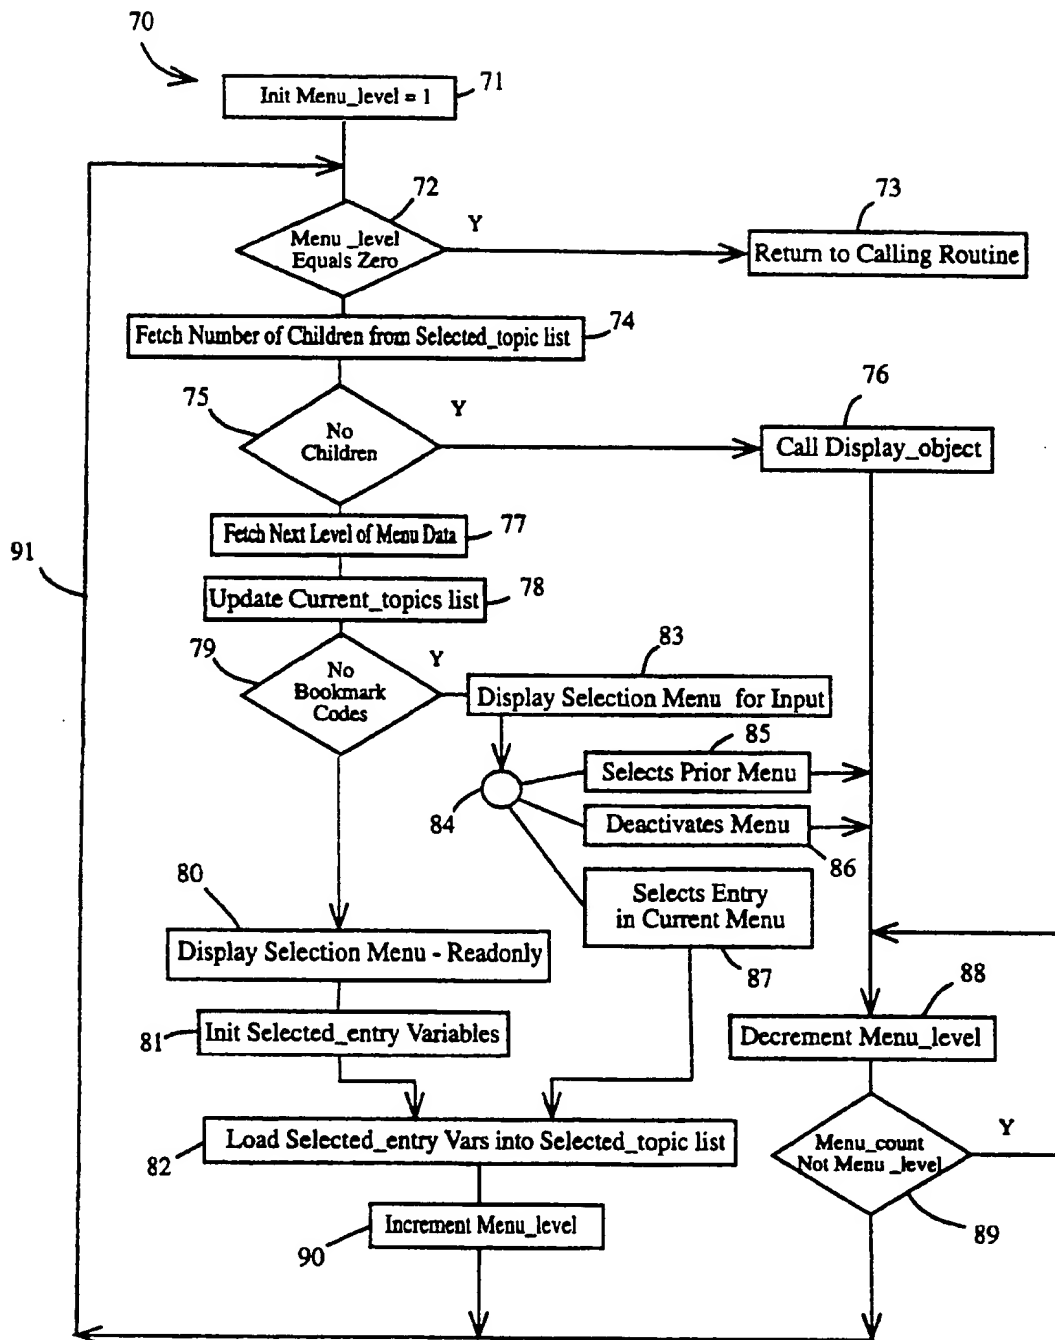 70
Init Menu_level = 1
71
72
Y
Menu _level
Equals Zero
73
Return to Calling Routine
Fetch Number of Children from Selected_topic list
74
75
Y
No
Children
76
Call Display_object
Fetch Next Level of Menu Data
77
91
Update Current_topics list
78
79
Y
No
Bookmark
Codes
83
Display Selection Menu for Input
85
Selects Prior Menu
84
Deactivates Menu
86
80
Selects Entry
in Current Menu
87
Display Selection Menu - Readonly
88
81
Init Selected_entry Variables
Decrement Menu_level
82
Load Selected_entry Vars into Selected_topic list
Menu_count
Not Menu _level
Y
89
Increment Menu_level
90